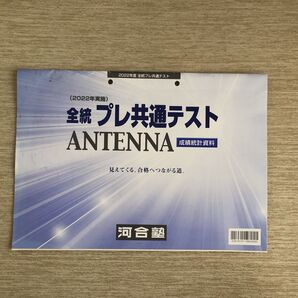 2022年度 全統プレ共通テスト
(2022年実施)
全統 プレ共通テスト
ANTENNA 成績統計資料
見えてくる。合格へつながる道。
河合塾